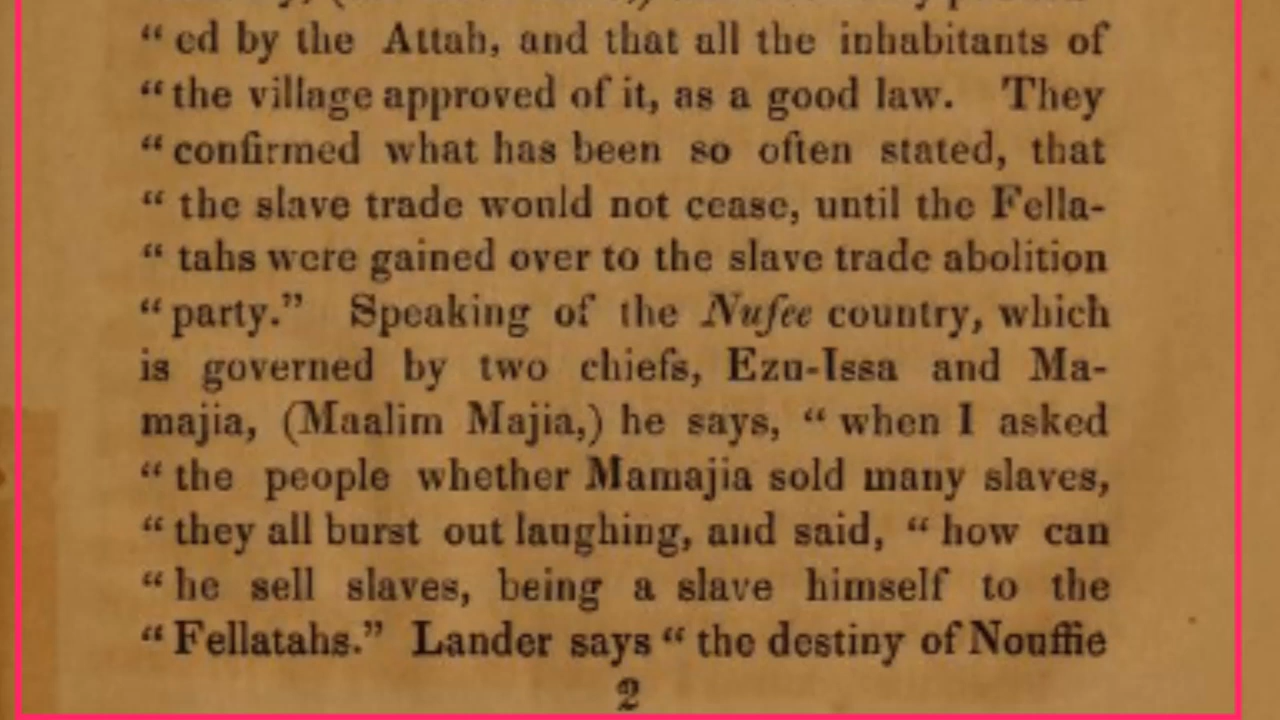 “ ed by the Attah, and that all the inhabitants of
“ the village approved of it, as a good law. They
“ confirmed what has been so often stated, that
“ the slave trade would not cease, until the Fella-
“ tahs were gained over to the slave trade abolition
“ party.” Speaking of the Nufee country, which
is governed by two chiefs, Ezu-Issa and Ma-
majia, (Maalim Majia,) he says, “ when I asked
“ the people whether Mamajia sold many slaves,
“ they all burst out laughing, and said, “ how can
“ he sell slaves, being a slave himself to the
“ Fellatahs.” Lander says “ the destiny of Nouffie
2